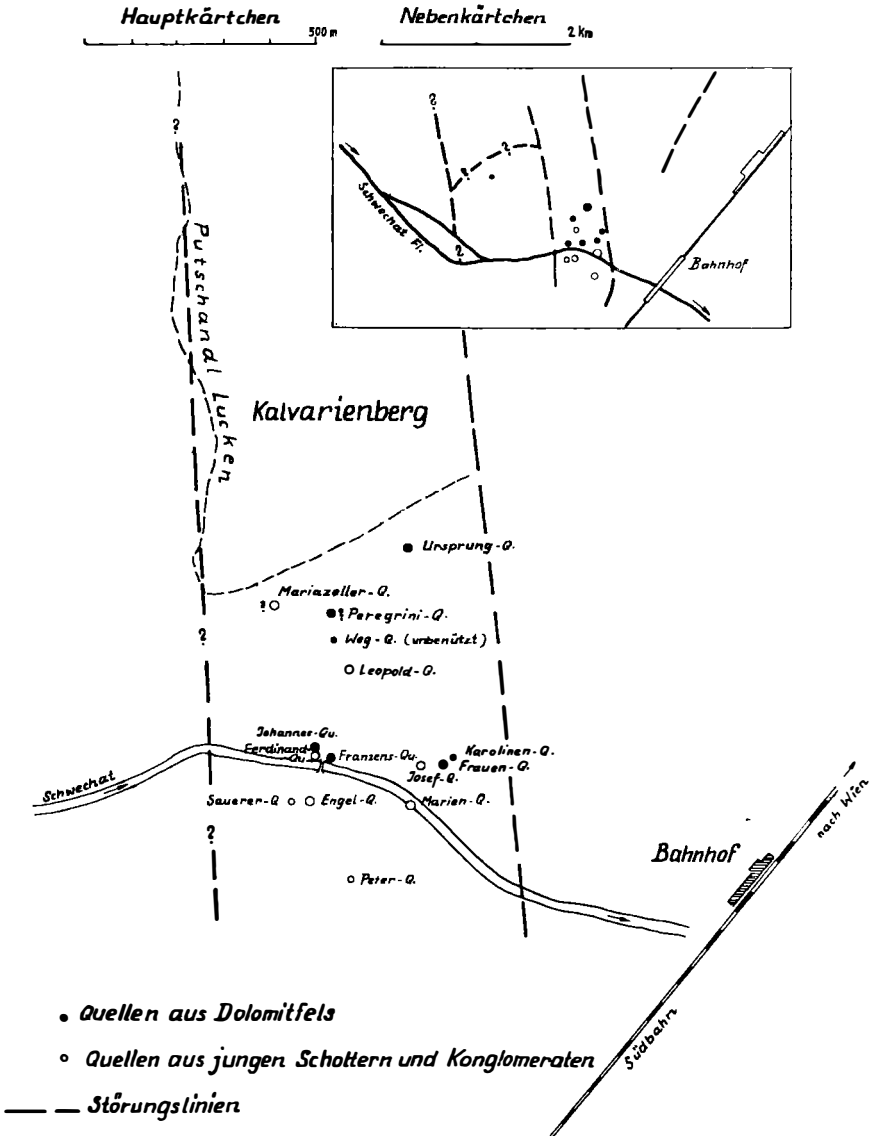 Hauptkärtchen
Nebenkärtchen
500 m
2 Km
?
?
?
?
?
Schwechat Fl.
?
Bahnhof
Putschandl Lucken
Kalvarienberg
Ursprung-Q.
Mariazeller-Q.
?
? Peregrini-Q.
Weg-Q. (unbenützt)
?
Leopold-Q.
Johannes-Qu.
Ferdinand
Qu.
Franzens-Qu.
Karolinen-Q.
Frauen-Q.
Josef-Q.
Schwechat
Sauerer-Q
Engel-Q.
Marien-Q.
?
nach Wien
Bahnhof
Peter-Q.
Südbahn
Quellen aus Dolomitfels
Quellen aus jungen Schottern und Konglomeraten
Störungslinien